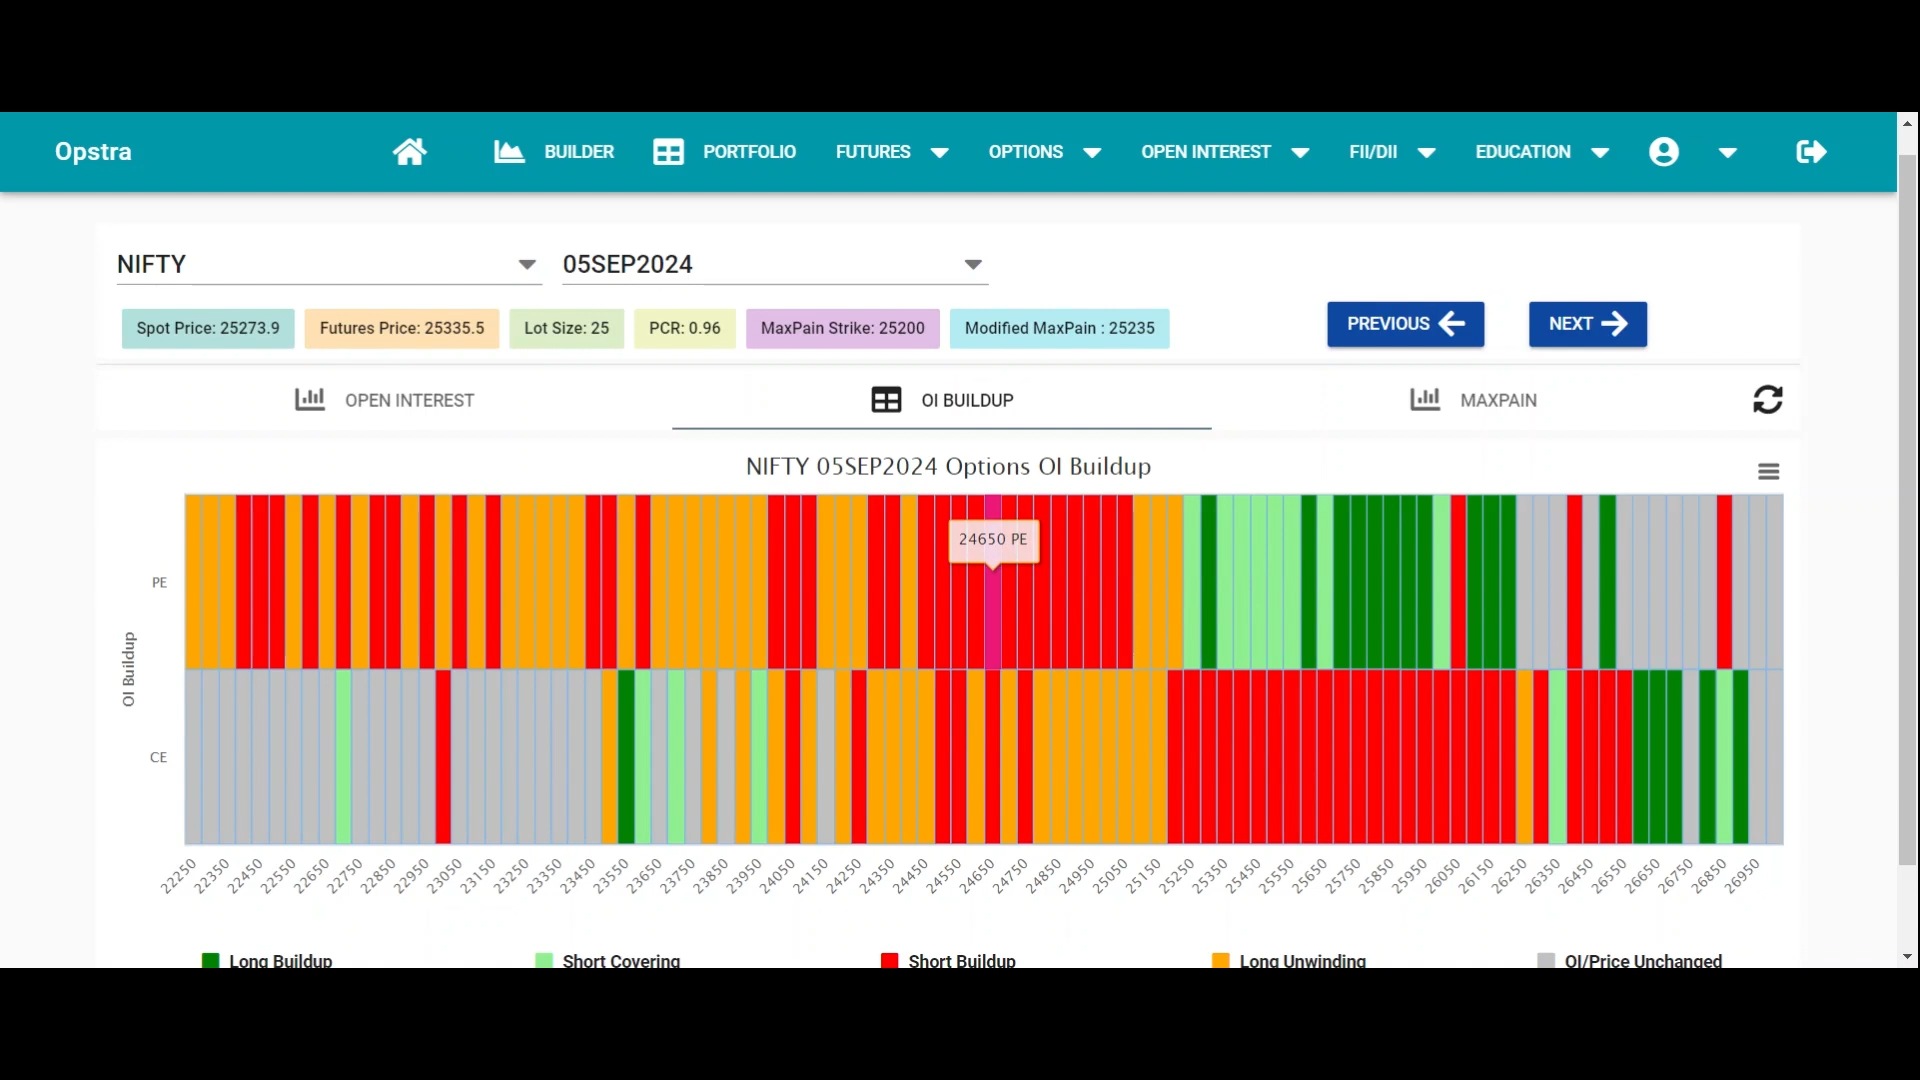 Opstra BUILDER PORTFOLIO FUTURES OPTIONS OPEN INTEREST FII/DII EDUCATION
NIFTY 05SEP2024
Spot Price: 25273.9 Futures Price: 25335.5 Lot Size: 25 PCR: 0.96 MaxPain Strike: 25200 Modified MaxPain : 25235 PREVIOUS NEXT
OPEN INTEREST OI BUILDUP MAXPAIN
NIFTY 05SEP2024 Options OI Buildup
24650 PE
PE
OI Buildup
CE
22250 22350 22450 22550 22650 22750 22850 22950 23050 23150 23250 23350 23450 23550 23650 23750 23850 23950 24050 24150 24250 24350 24450 24550 24650 24750 24850 24950 25050 25150 25250 25350 25450 25550 25650 25750 25850 25950 26050 26150 26250 26350 26450 26550 26650 26750 26850 26950
Long Buildup Short Covering Short Buildup Long Unwinding OI/Price Unchanged